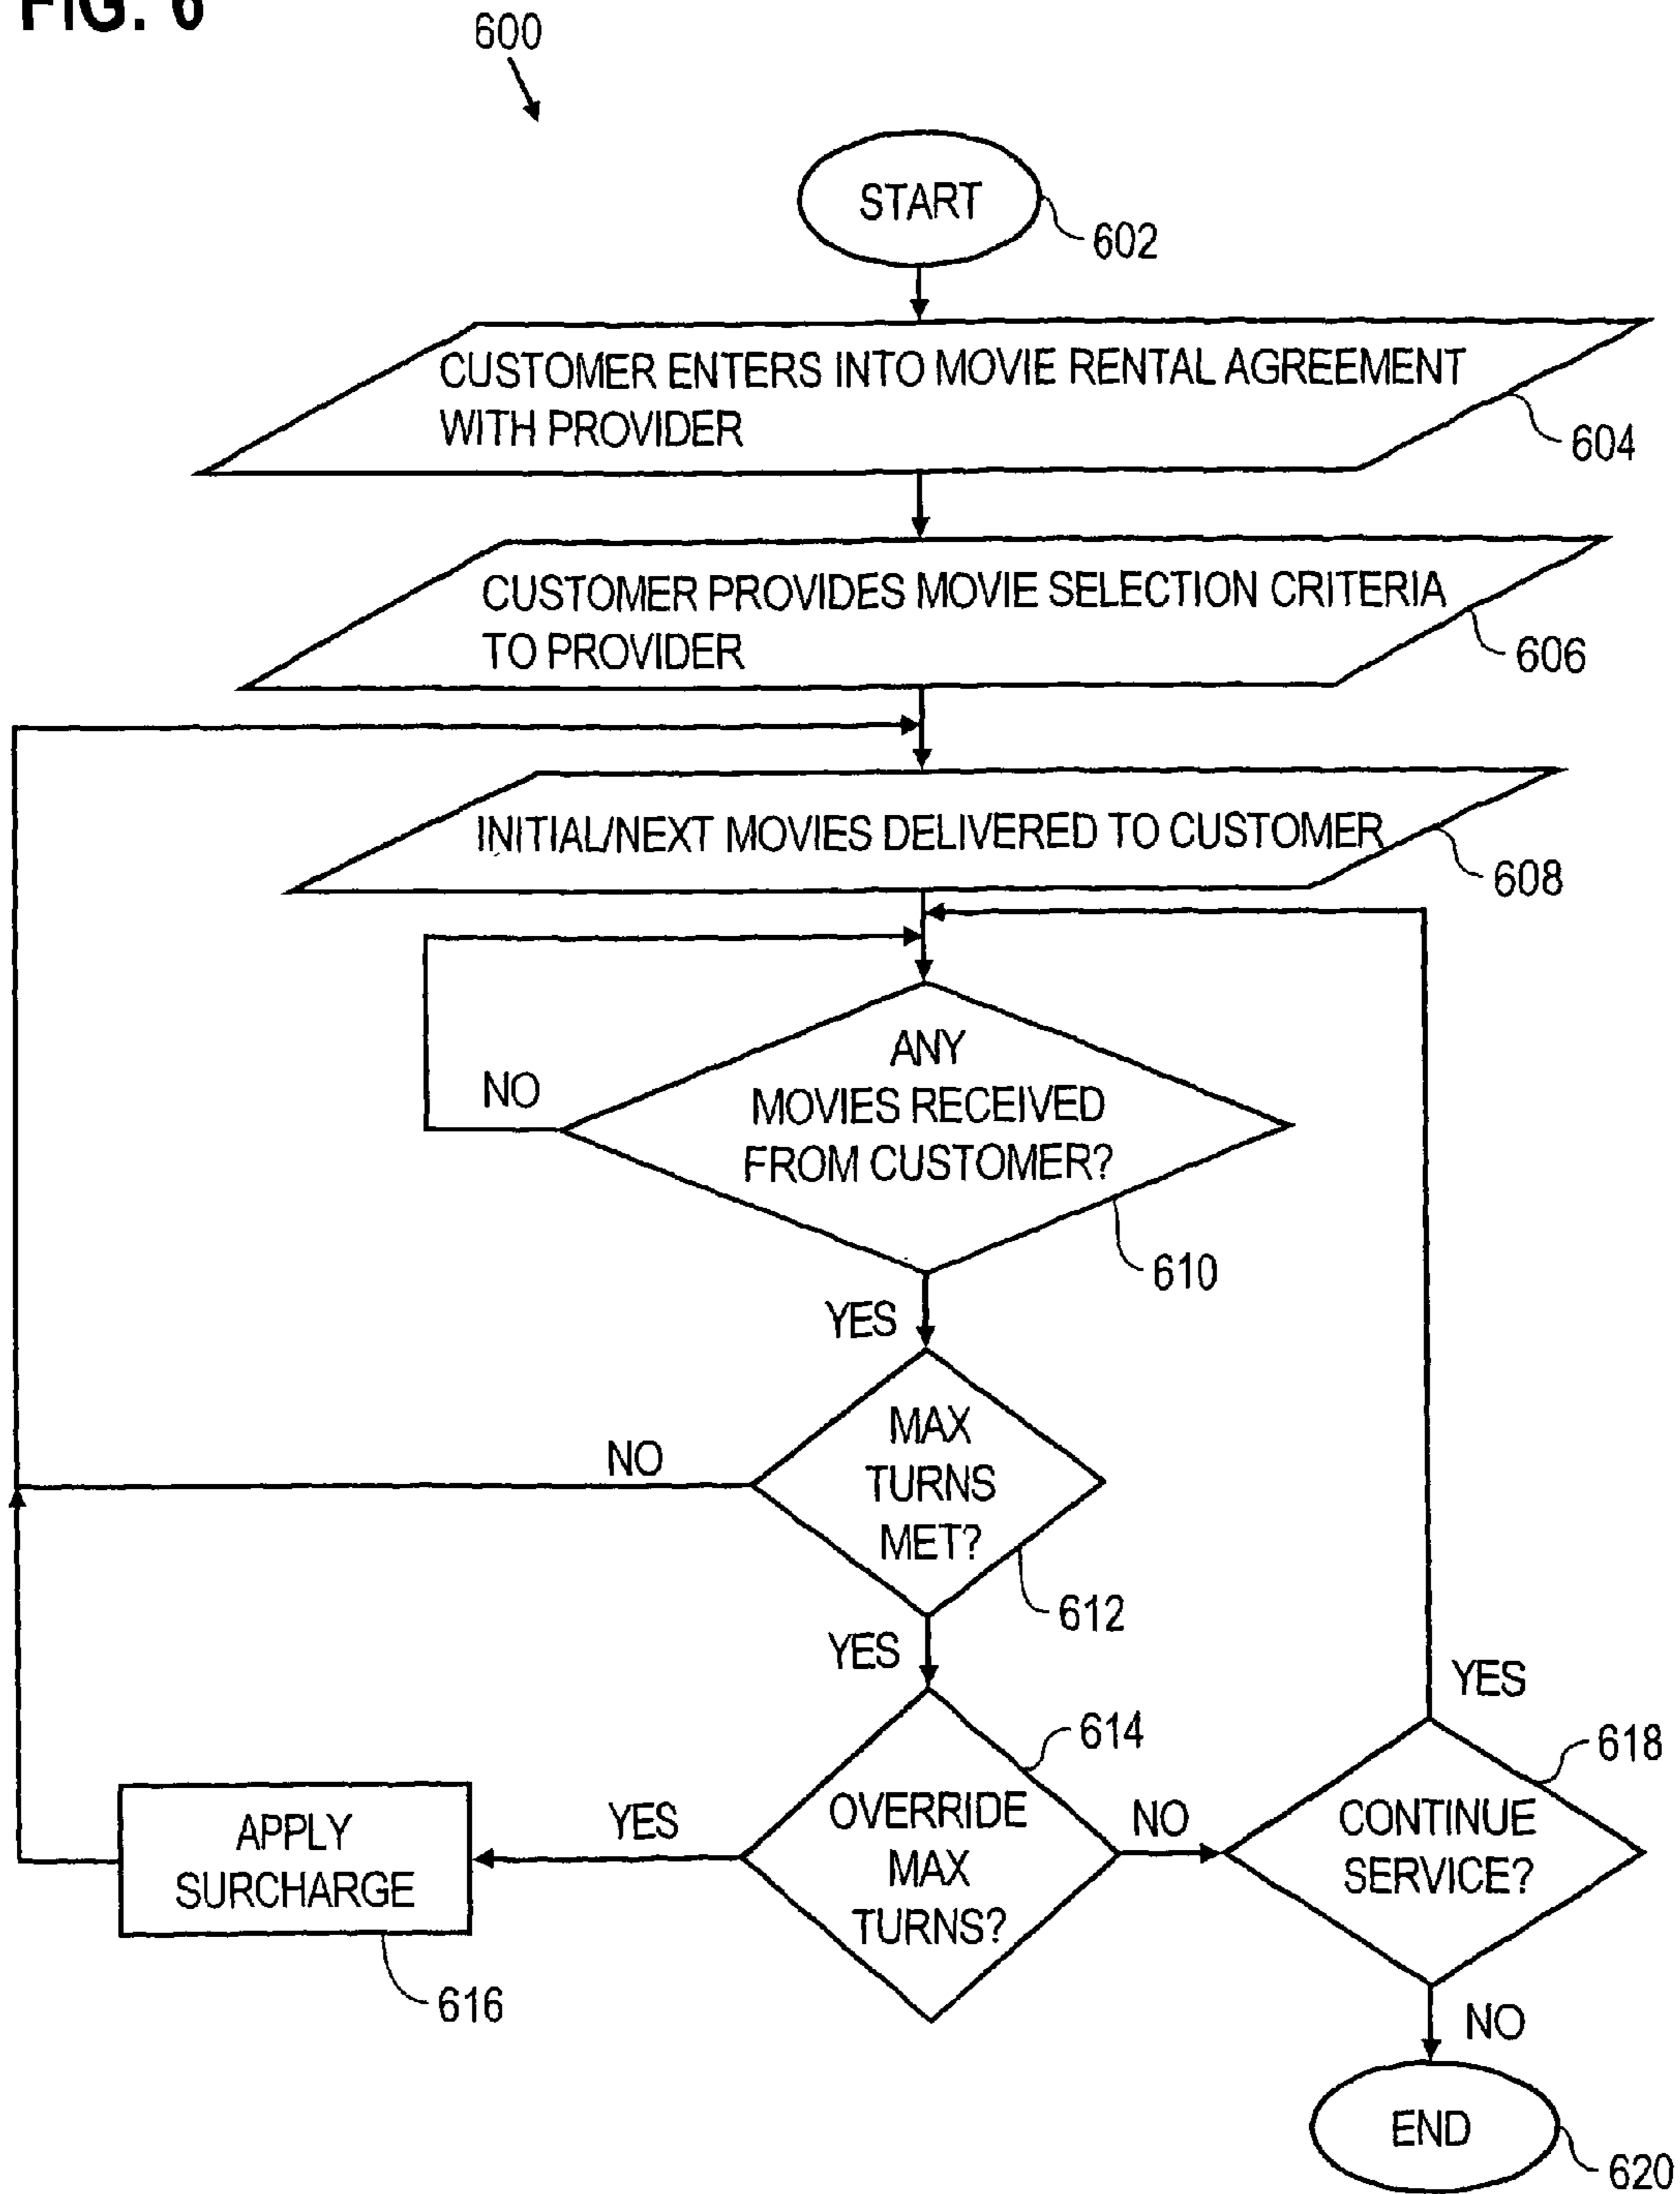 FIG. 6
600
START
602
CUSTOMER ENTERS INTO MOVIE RENTAL AGREEMENT
WITH PROVIDER
604
CUSTOMER PROVIDES MOVIE SELECTION CRITERIA
TO PROVIDER
606
INITIAL/NEXT MOVIES DELIVERED TO CUSTOMER
608
ANY
MOVIES RECEIVED
FROM CUSTOMER?
NO
610
YES
MAX
TURNS
MET?
NO
612
YES
614
OVERRIDE
MAX
TURNS?
YES
APPLY
SURCHARGE
616
NO
YES
618
CONTINUE
SERVICE?
NO
END
620